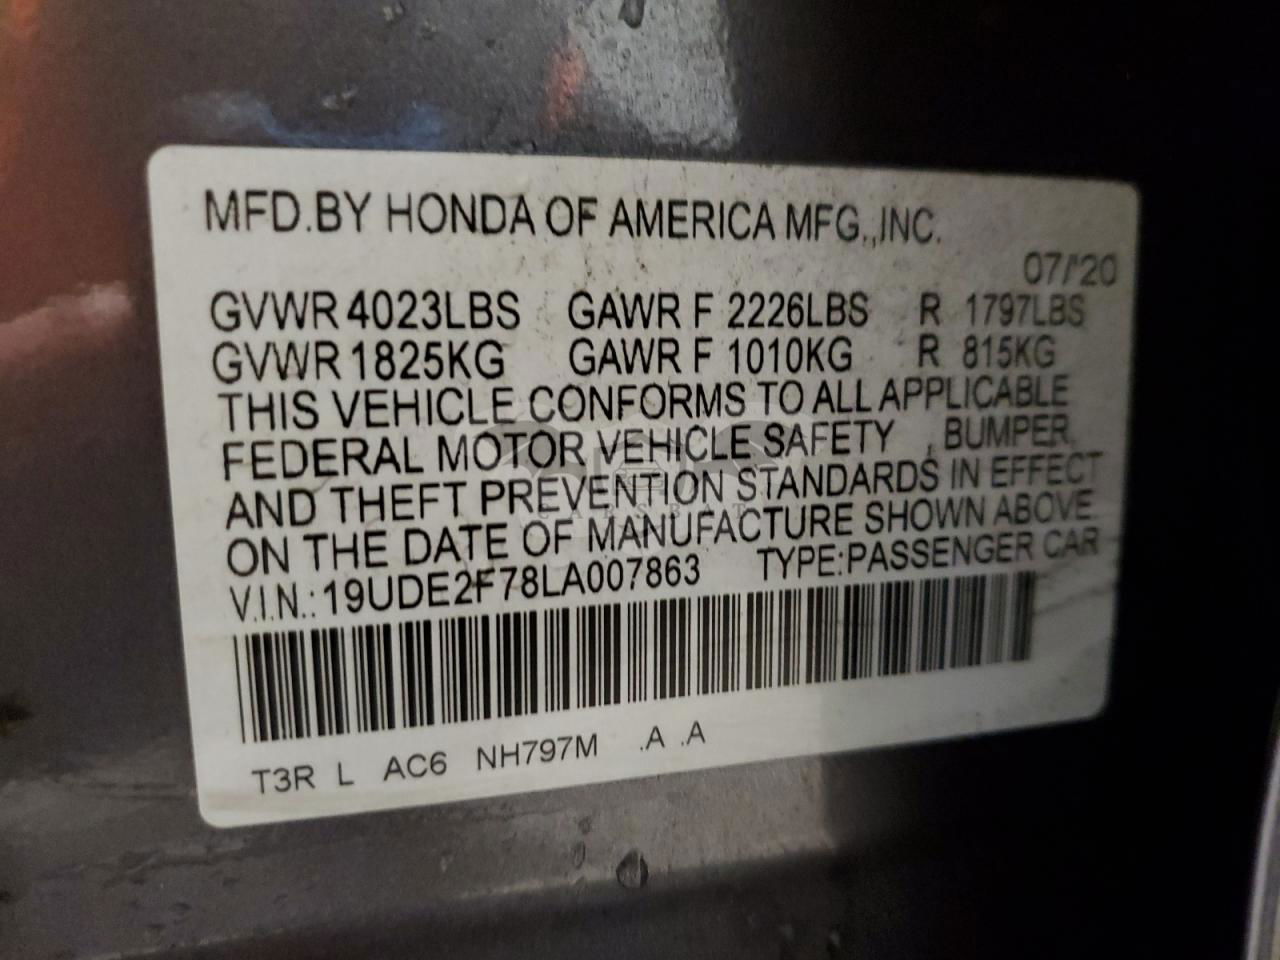 MFD.BY HONDA OF AMERICA MFG.,INC.
07/'20
GVWR 4023LBS GAWR F 2226LBS R 1797LBS
GVWR 1825KG GAWR F 1010KG R 815KG
THIS VEHICLE CONFORMS TO ALL APPLICABLE
FEDERAL MOTOR VEHICLE SAFETY , BUMPER,
AND THEFT PREVENTION STANDARDS IN EFFECT
ON THE DATE OF MANUFACTURE SHOWN ABOVE.
V.I.N.:19UDE2F78LA007863 TYPE:PASSENGER CAR
T3R L AC6 NH797M .A .A
CARSBAT